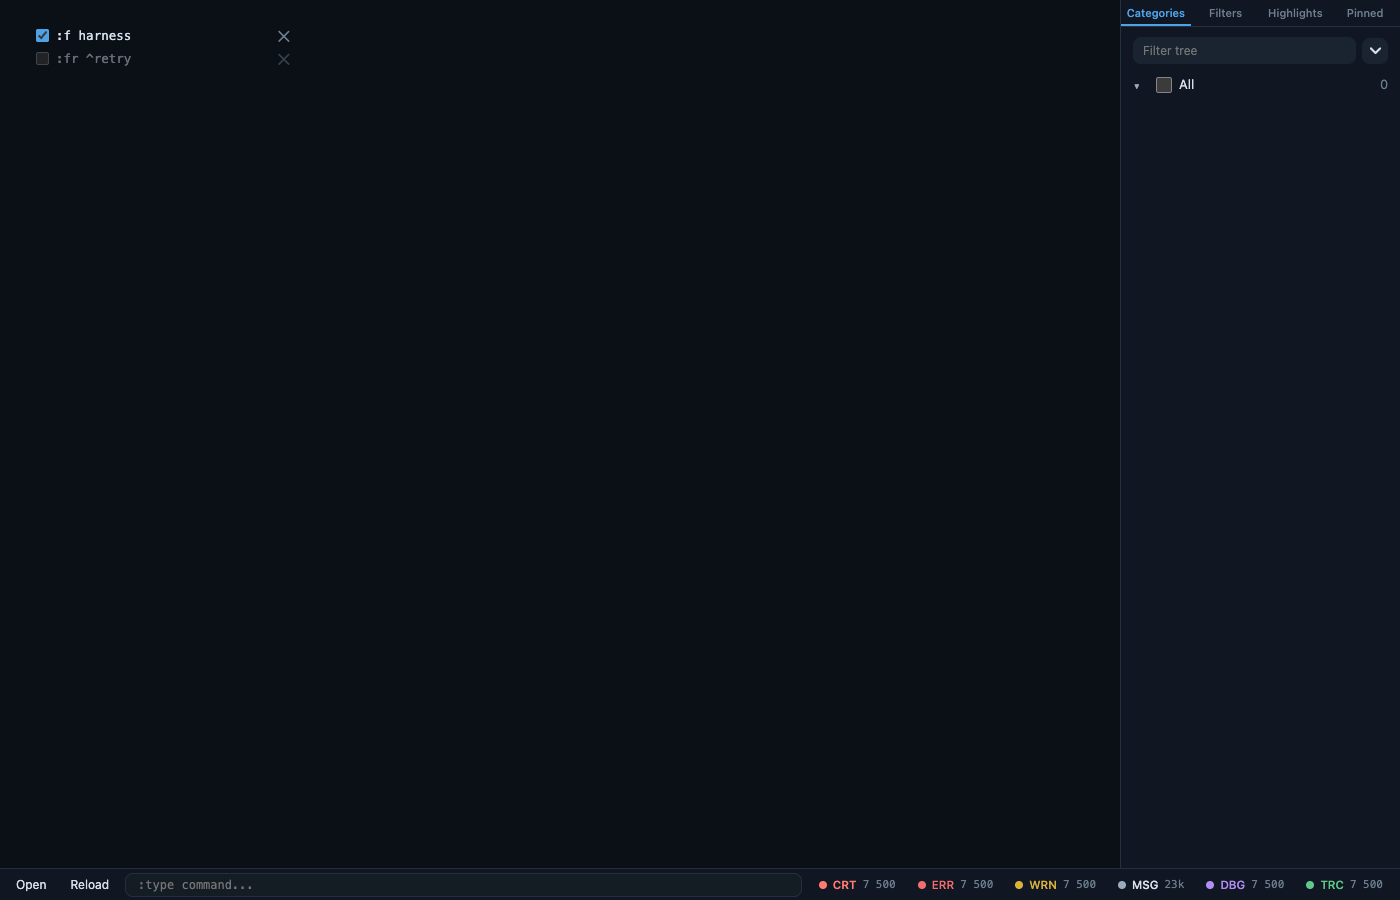 :f harness
:fr ^retry
Categories Filters Highlights Pinned
Filter tree
All 0
Open Reload :type command... CRT 7 500 ERR 7 500 WRN 7 500 MSG 23k DBG 7 500 TRC 7 500